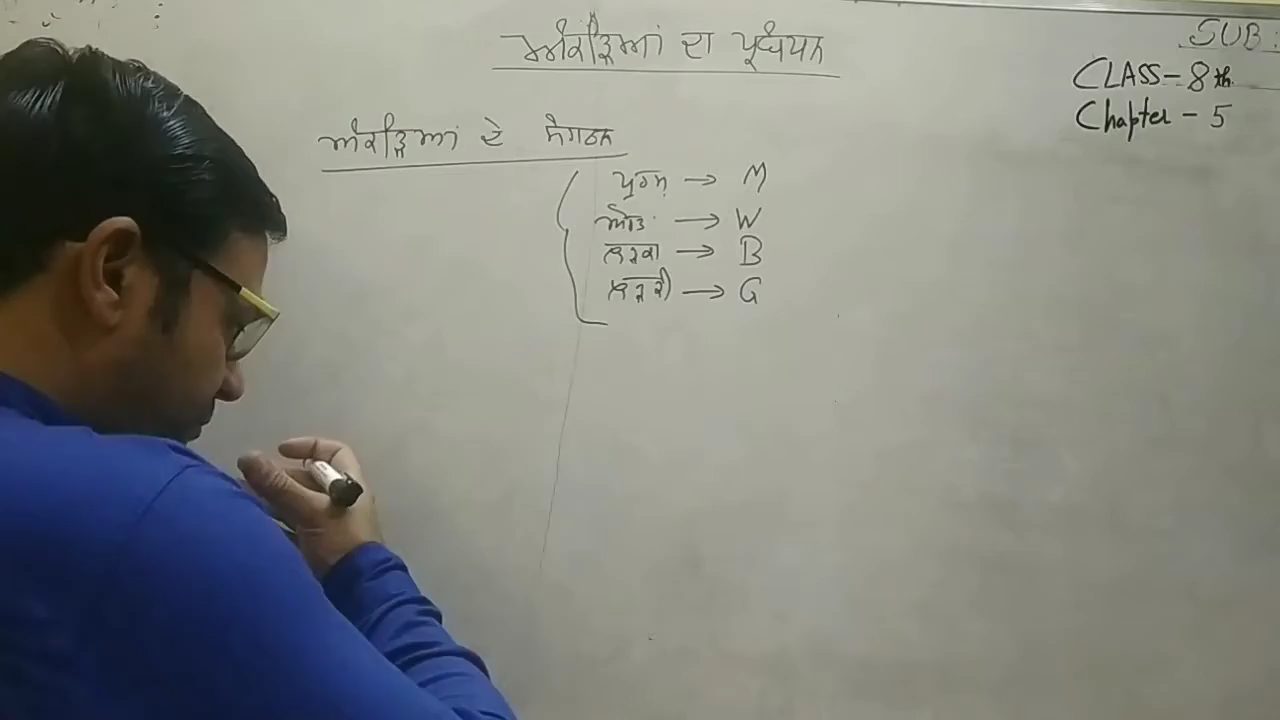 ਅੰਕੜਿਆਂ ਦਾ ਪ੍ਰਬੰਧਨ
SUB :
CLASS - 8th
Chapter - 5
ਅੰਕੜਿਆਂ ਦੇ ਸੰਗਠਨ
ਪੁਰਸ਼ → M
ਔਰਤ → W
ਲੜਕਾ → B
ਲੜਕੀ → G